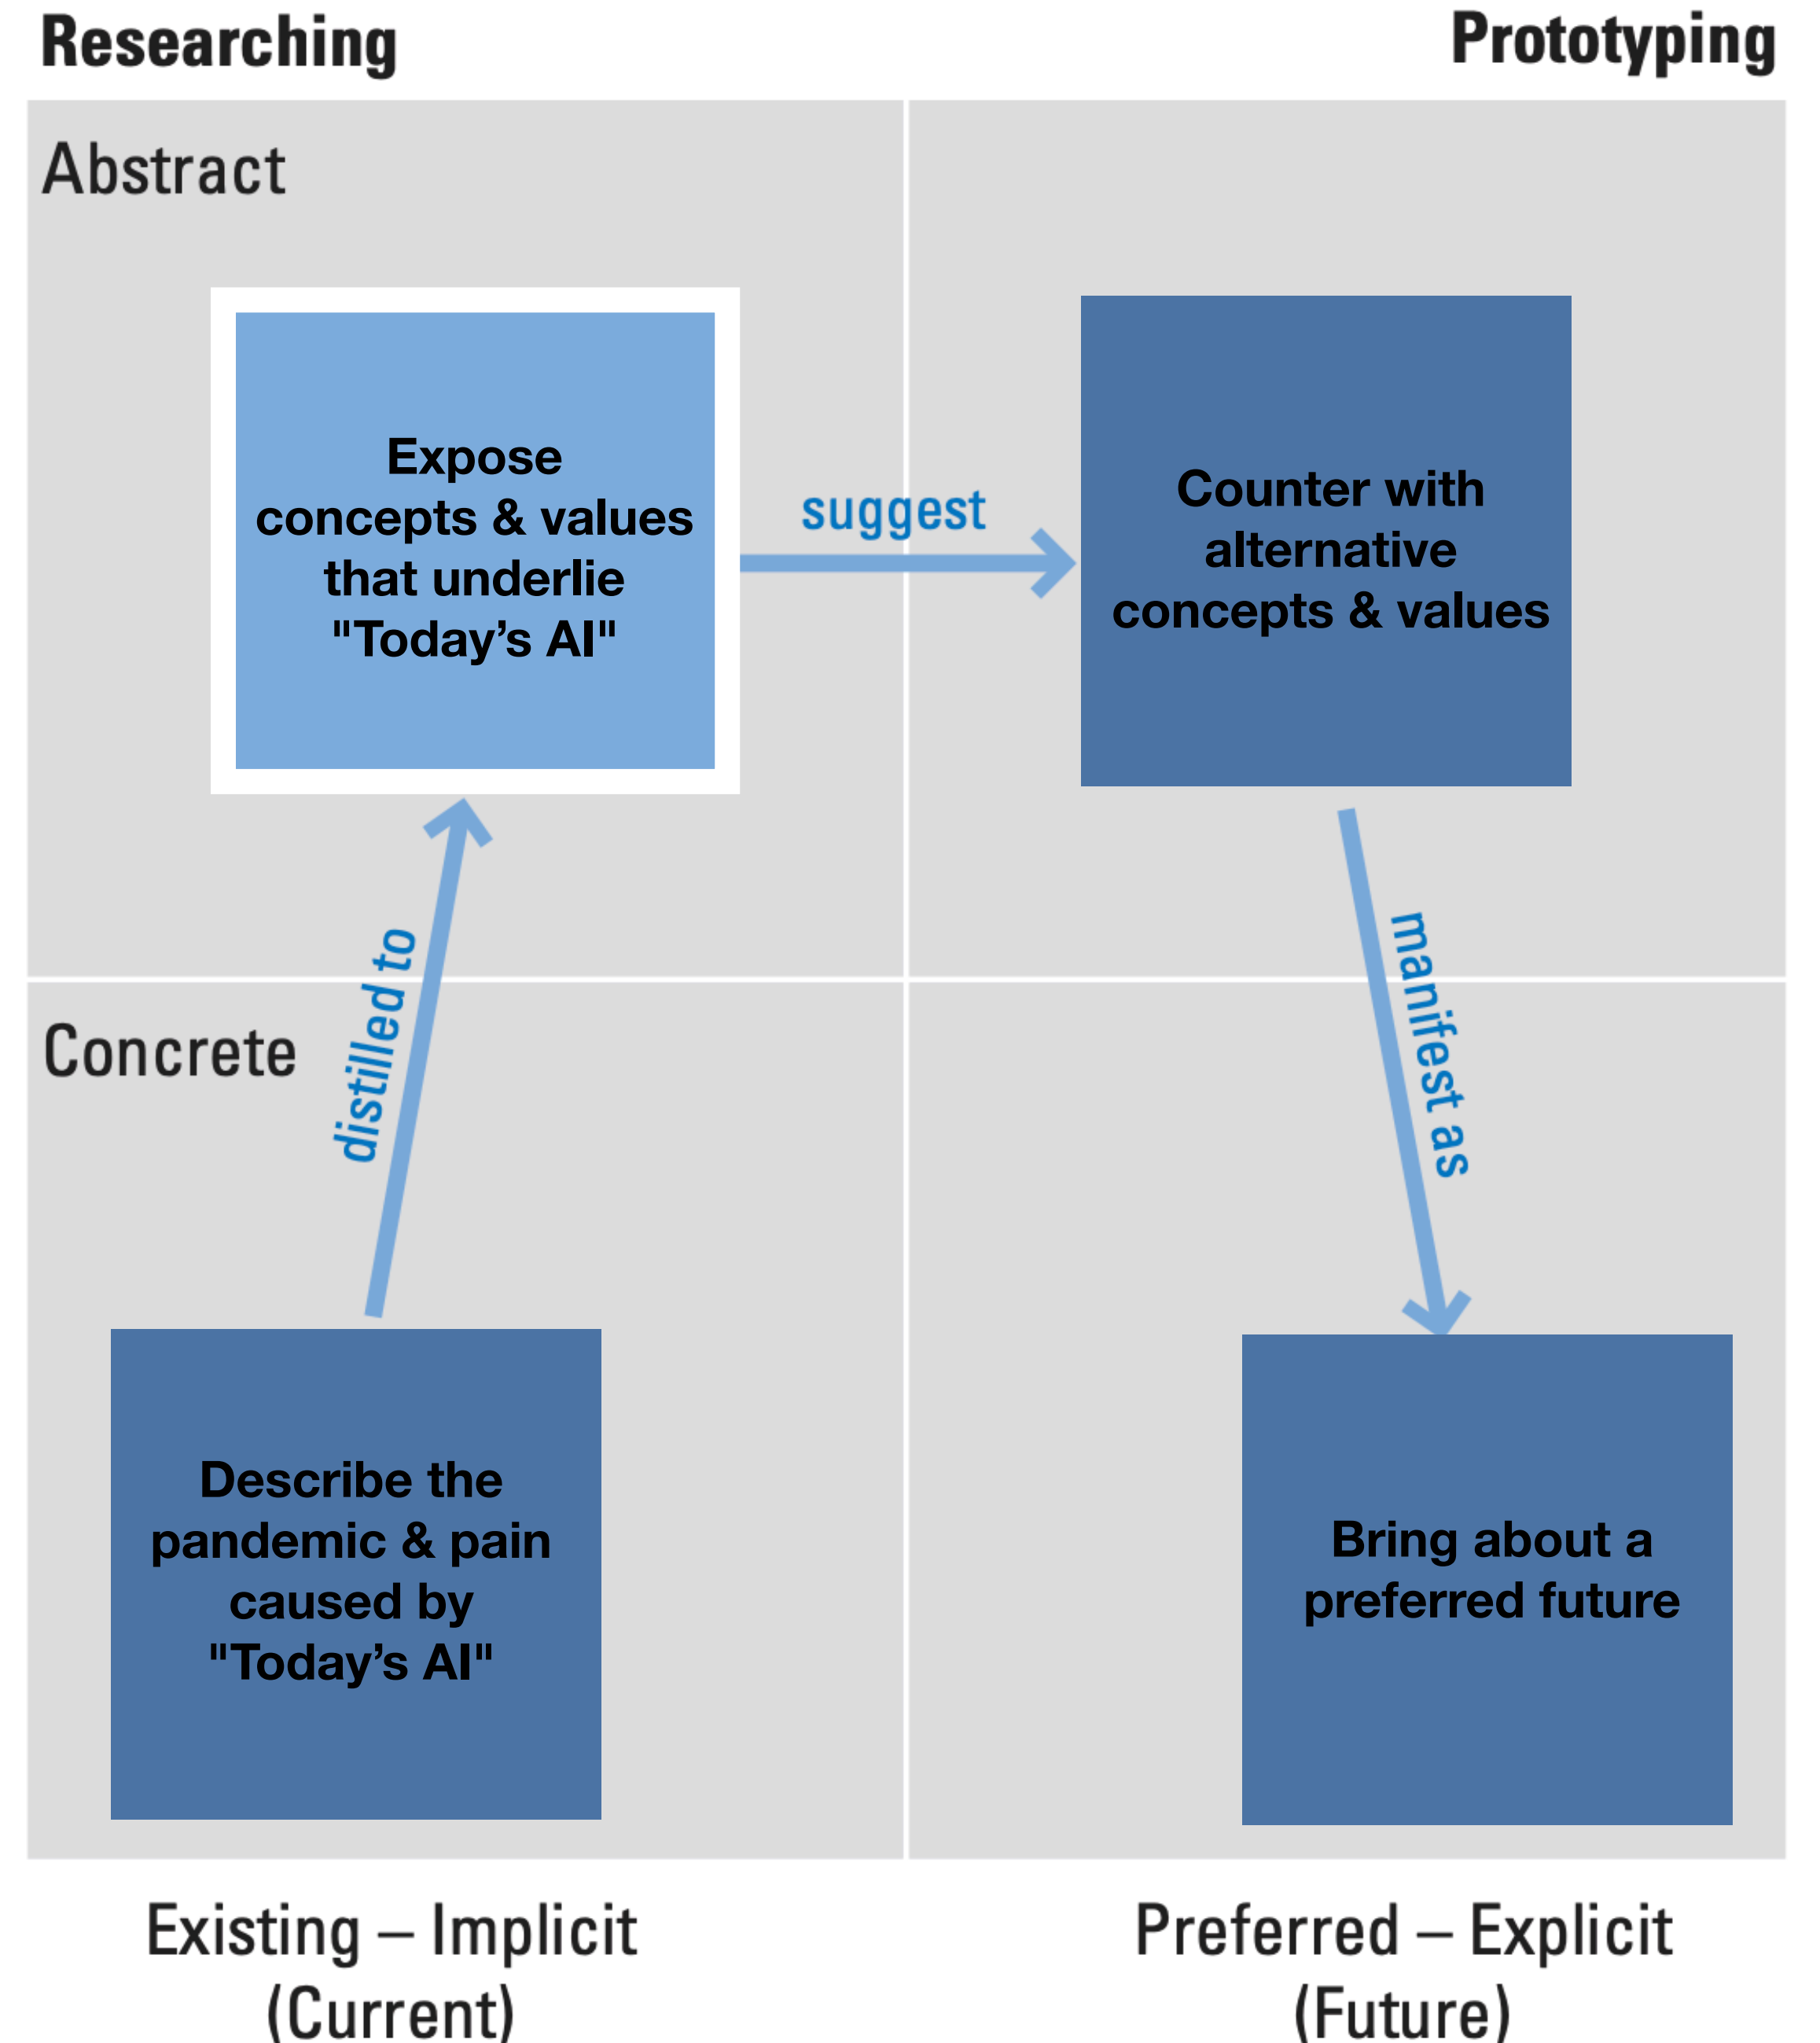 Researching
Prototyping
Abstract
Expose
concepts & values
that underlie
"Today’s AI"
suggest
Counter with
alternative
concepts & values
distilled to
manifest as
Concrete
Describe the
pandemic & pain
caused by
"Today’s AI"
Bring about a
preferred future
Existing – Implicit
(Current)
Preferred – Explicit
(Future)